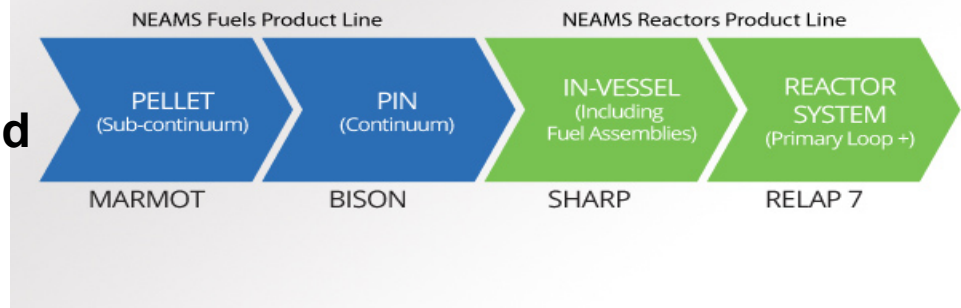 NEAMS Fuels Product Line
NEAMS Reactors Product Line
PELLET
(Sub-continuum)
PIN
(Continuum)
IN-VESSEL
(Including
Fuel Assemblies)
REACTOR
SYSTEM
(Primary Loop +)
d
MARMOT
BISON
SHARP
RELAP 7